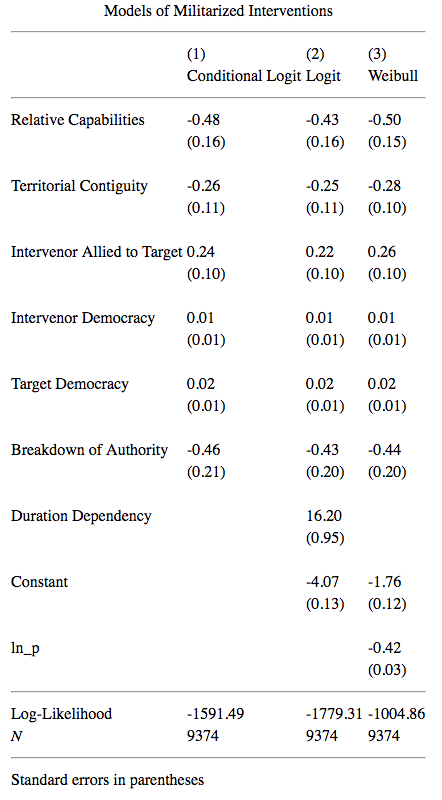 Models of Militarized Interventions
(1) (2) (3)
Conditional Logit Logit Weibull
Relative Capabilities -0.48 -0.43 -0.50
(0.16) (0.16) (0.15)
Territorial Contiguity -0.26 -0.25 -0.28
(0.11) (0.11) (0.10)
Intervenor Allied to Target 0.24 0.22 0.26
(0.10) (0.10) (0.10)
Intervenor Democracy 0.01 0.01 0.01
(0.01) (0.01) (0.01)
Target Democracy 0.02 0.02 0.02
(0.01) (0.01) (0.01)
Breakdown of Authority -0.46 -0.43 -0.44
(0.21) (0.20) (0.20)
Duration Dependency 16.20
(0.95)
Constant -4.07 -1.76
(0.13) (0.12)
ln_p -0.42
(0.03)
Log-Likelihood -1591.49 -1779.31 -1004.86
N 9374 9374 9374
Standard errors in parentheses